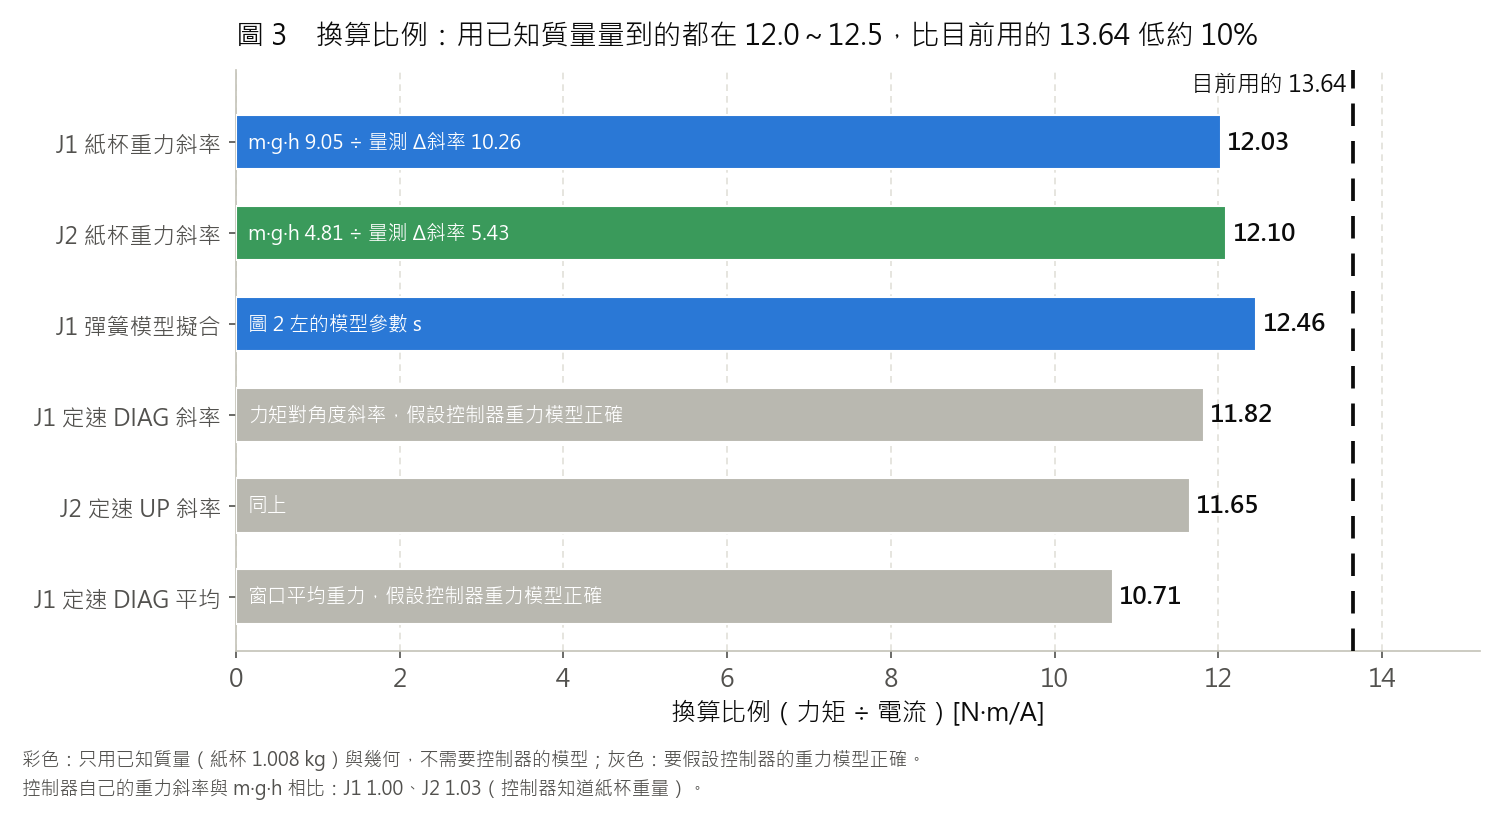 圖 3　換算比例：用已知質量量到的都在 12.0～12.5，比目前用的 13.64 低約 10%
目前用的 13.64
J1 紙杯重力斜率
m·g·h 9.05 ÷ 量測 Δ斜率 10.26
12.03
J2 紙杯重力斜率
m·g·h 4.81 ÷ 量測 Δ斜率 5.43
12.10
J1 彈簧模型擬合
圖 2 左的模型參數 s
12.46
J1 定速 DIAG 斜率
力矩對角度斜率，假設控制器重力模型正確
11.82
J2 定速 UP 斜率
同上
11.65
J1 定速 DIAG 平均
窗口平均重力，假設控制器重力模型正確
10.71
0 2 4 6 8 10 12 14
換算比例（力矩 ÷ 電流）[N·m/A]
彩色：只用已知質量（紙杯 1.008 kg）與幾何，不需要控制器的模型；灰色：要假設控制器的重力模型正確。
控制器自己的重力斜率與 m·g·h 相比：J1 1.00、J2 1.03（控制器知道紙杯重量）。